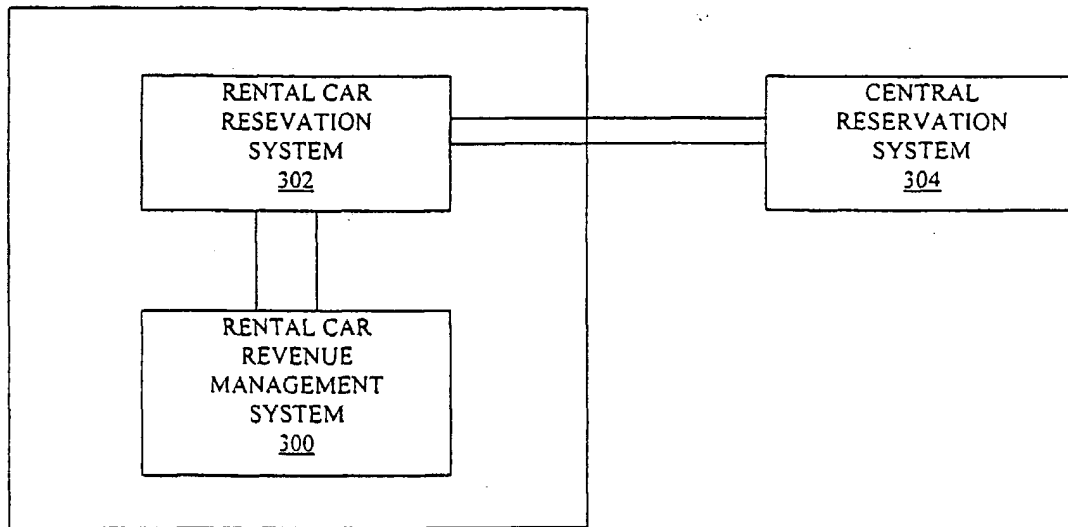 RENTAL CAR
RESEVATION
SYSTEM
302
CENTRAL
RESERVATION
SYSTEM
304
RENTAL CAR
REVENUE
MANAGEMENT
SYSTEM
300